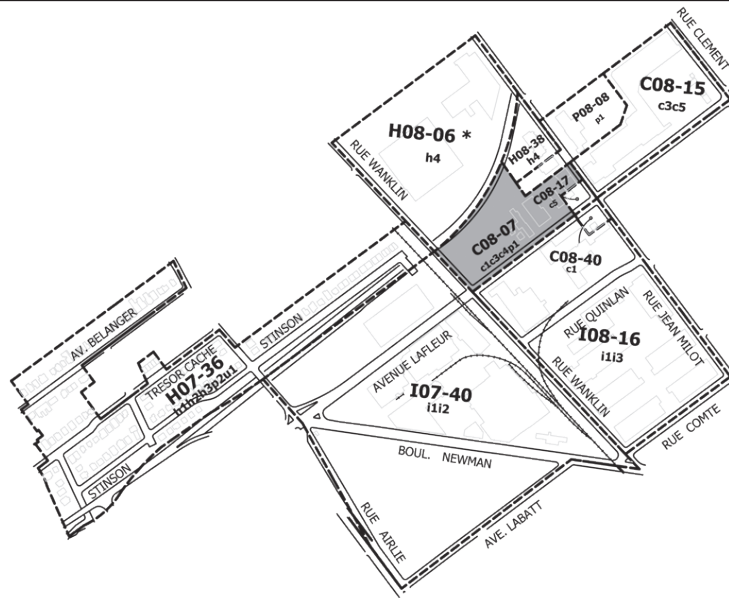 RUE CLEMENT
C08-15
c3c5
P08-08
p1
H08-06 *
h4
H08-38
h4
RUE WANKLIN
C08-17
c5
C08-07
c1c3c4p1
C08-40
c1
AV. BELANGER
STINSON
TRESOR CACHE
H07-36
h1h2h3p2u1
AVENUE LAFLEUR
RUE QUINLAN
RUE JEAN MILOT
I08-16
i1i3
RUE WANKLIN
I07-40
i1i2
RUE COMTE
BOUL. NEWMAN
STINSON
RUE AIRLIE
AVE. LABATT